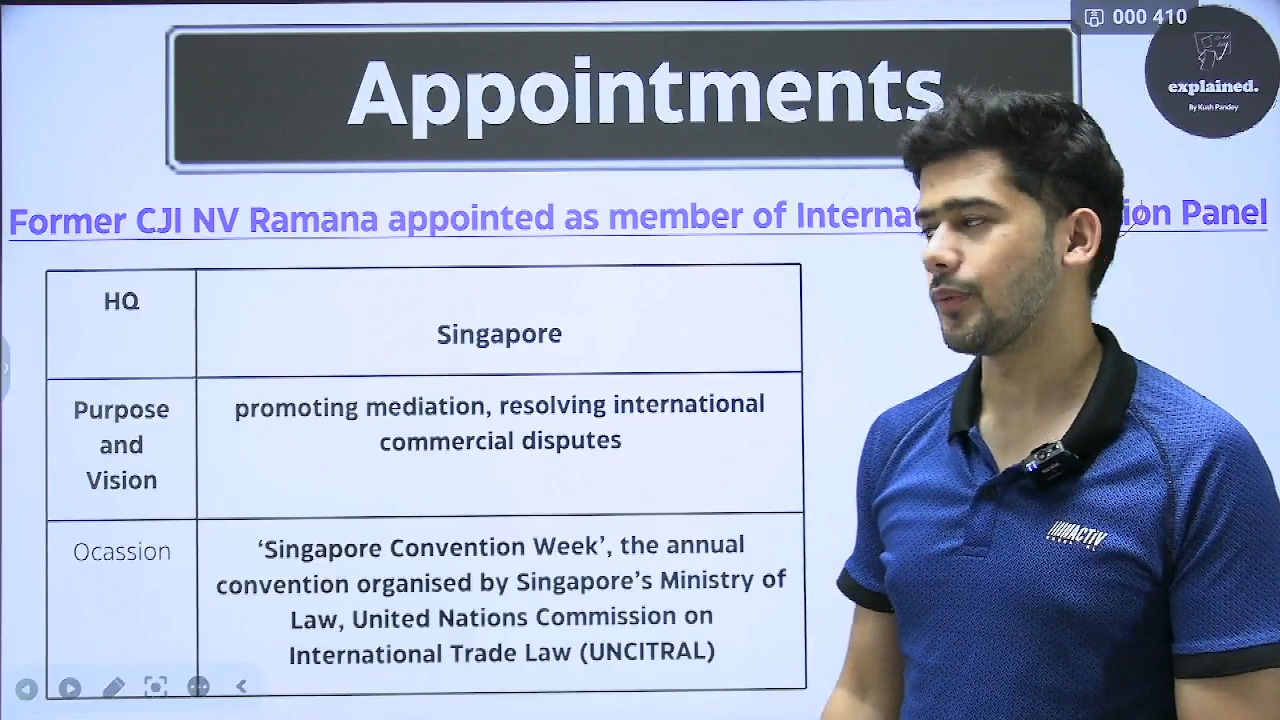 000 410
Appointments
explained.
By Kush Pandey
Former CJI NV Ramana appointed as member of Interna ion Panel
HQ
Singapore
Purpose
and
Vision
promoting mediation, resolving international
commercial disputes
Ocassion
‘Singapore Convention Week’, the annual
convention organised by Singapore’s Ministry of
Law, United Nations Commission on
International Trade Law (UNCITRAL)